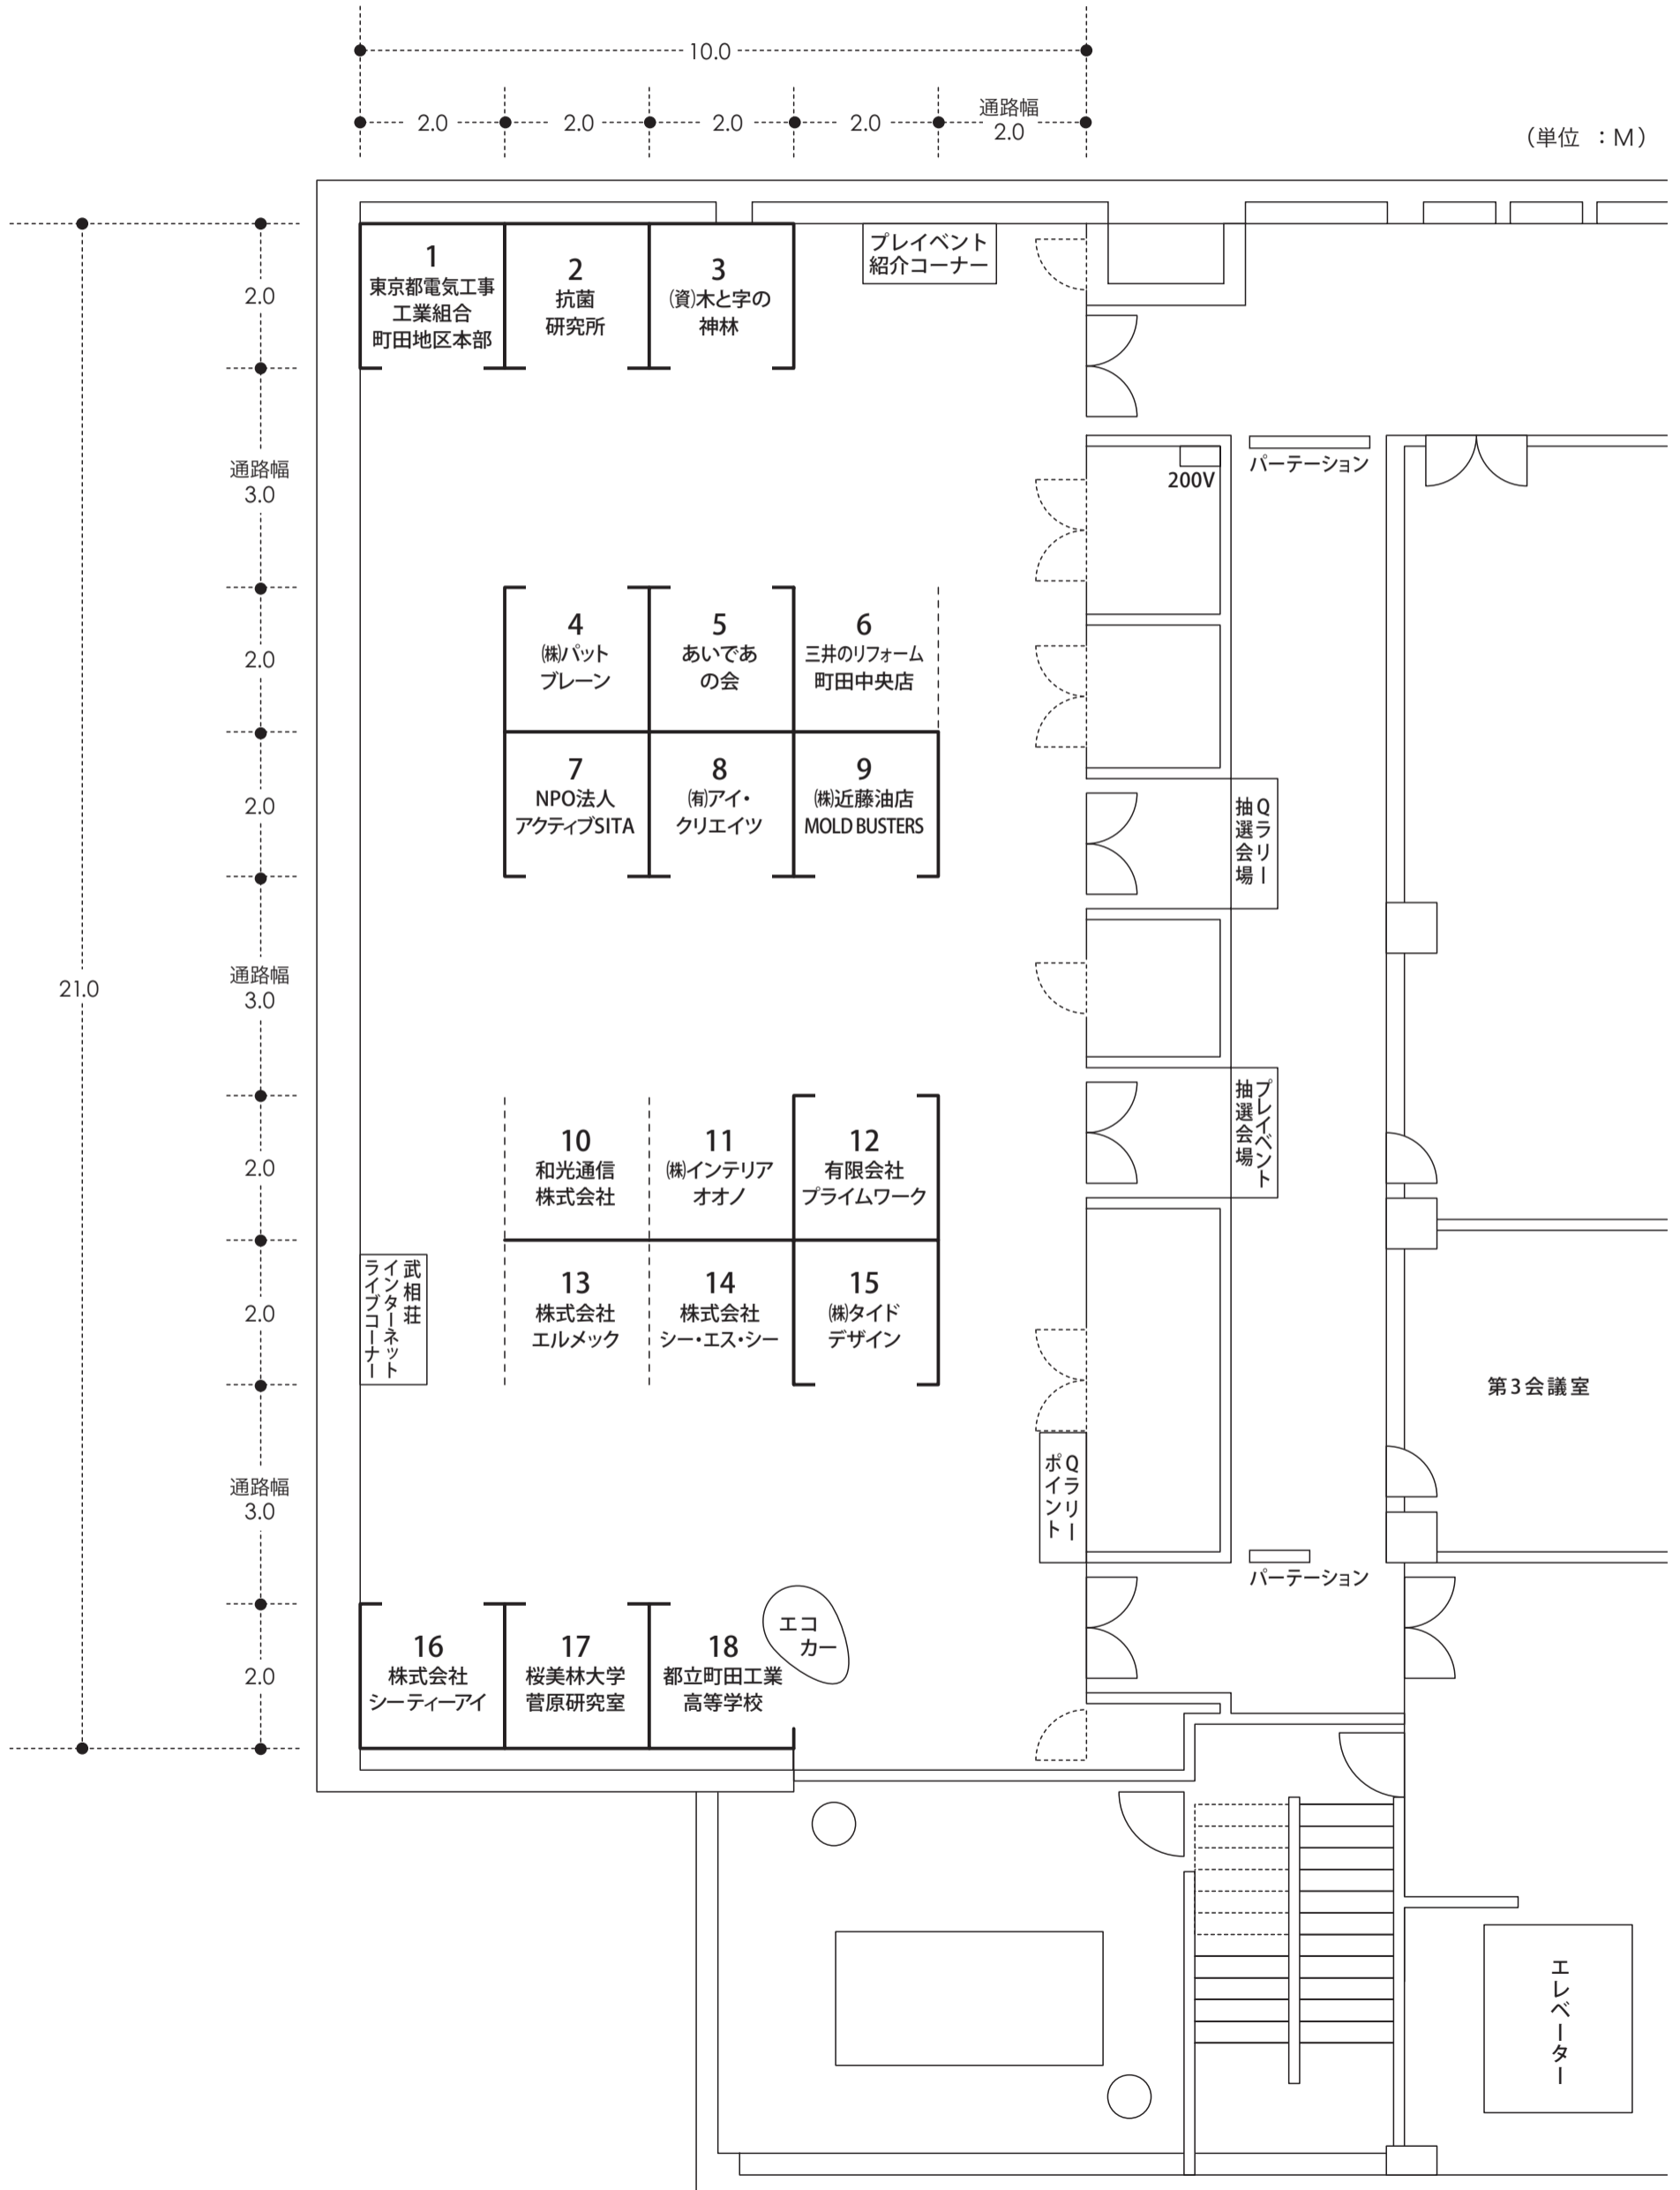 10.0
2.0
2.0
2.0
2.0
通路幅
2.0
（単位 ：M）
21.0
2.0
通路幅
3.0
2.0
2.0
通路幅
3.0
2.0
2.0
通路幅
3.0
2.0
1
東京都電気工事
工業組合
町田地区本部
2
抗菌
研究所
3
㈾木と字の
神林
プレイベント
紹介コーナー
200V
パーテーション
4
㈱パット
ブレーン
5
あいであ
の会
6
三井のリフォーム
町田中央店
7
NPO法人
アクティブSITA
8
㈲アイ・
クリエイツ
9
㈱近藤油店
MOLD BUSTERS
Qラリー
抽選会場
プレイベント
抽選会場
10
和光通信
株式会社
11
㈱インテリア
オオノ
12
有限会社
プライムワーク
武相荘
インターネット
ライブコーナー
13
株式会社
エルメック
14
株式会社
シー・エス・シー
15
㈱タイド
デザイン
第3会議室
Qラリー
ポイント
パーテーション
16
株式会社
シーティーアイ
17
桜美林大学
菅原研究室
18
都立町田工業
高等学校
エコ
カー
エレベーター